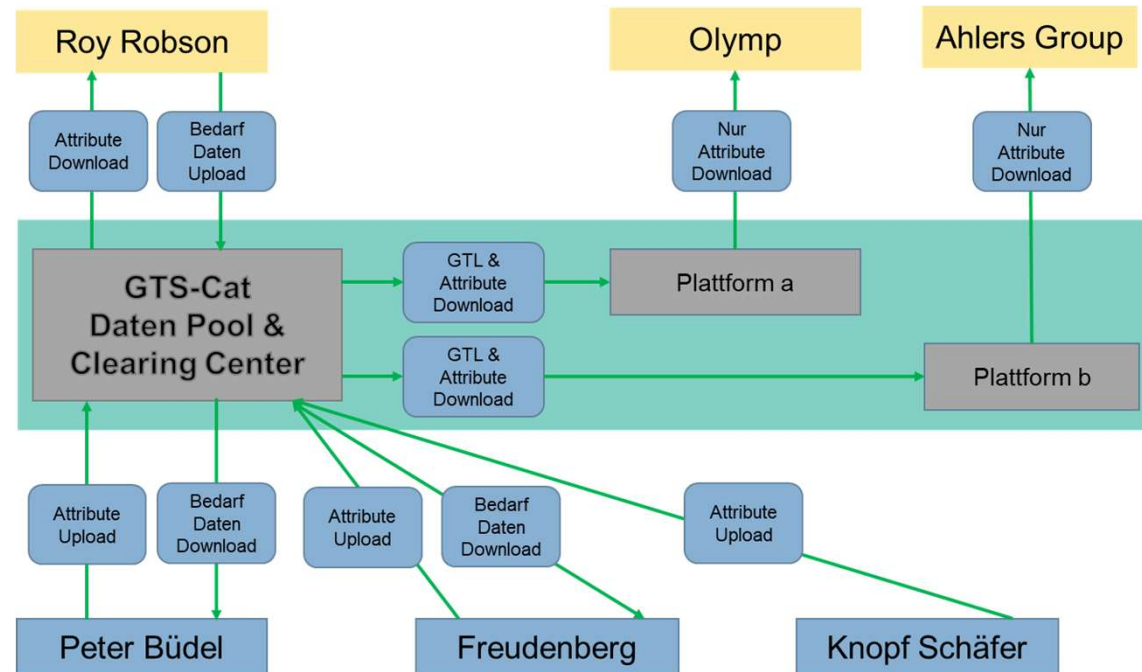 Roy Robson
Olymp
Ahlers Group
Attribute
Download
Bedarf
Daten
Upload
Nur
Attribute
Download
Nur
Attribute
Download
GTS-Cat
Daten Pool &
Clearing Center
GTL &
Attribute
Download
Plattform a
GTL &
Attribute
Download
Plattform b
Attribute
Upload
Bedarf
Daten
Download
Attribute
Upload
Bedarf
Daten
Download
Attribute
Upload
Peter Büdel
Freudenberg
Knopf Schäfer